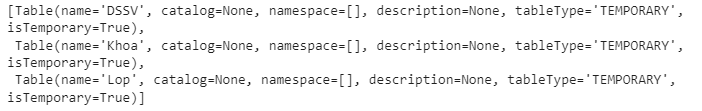 [Table(name='DSSV', catalog=None, namespace=[], description=None, tableType='TEMPORARY',
isTemporary=True),
 Table(name='Khoa', catalog=None, namespace=[], description=None, tableType='TEMPORARY',
isTemporary=True),
 Table(name='Lop', catalog=None, namespace=[], description=None, tableType='TEMPORARY',
isTemporary=True)]